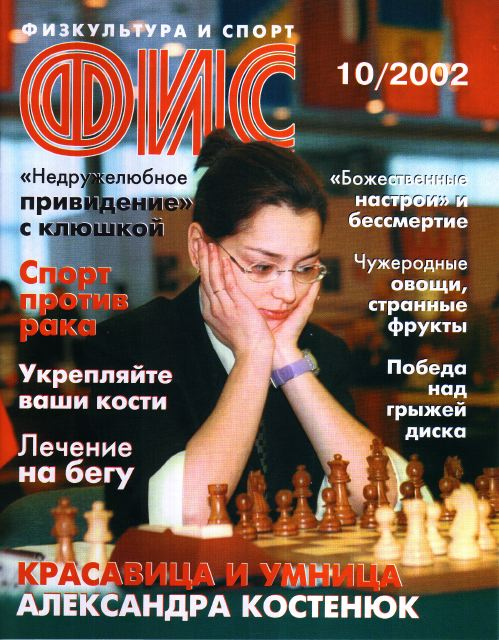 ФИЗКУЛЬТУРА И СПОРТ
ФИС
10/2002
«Недружелюбное
привидение»
с клюшкой
Спорт
против
рака
Укрепляйте
ваши кости
Лечение
на бегу
«Божественные
настрои» и
бессмертие
Чужеродные
овощи,
странные
фрукты
Победа
над
грыжей
диска
КРАСАВИЦА И УМНИЦА
АЛЕКСАНДРА КОСТЕНЮК